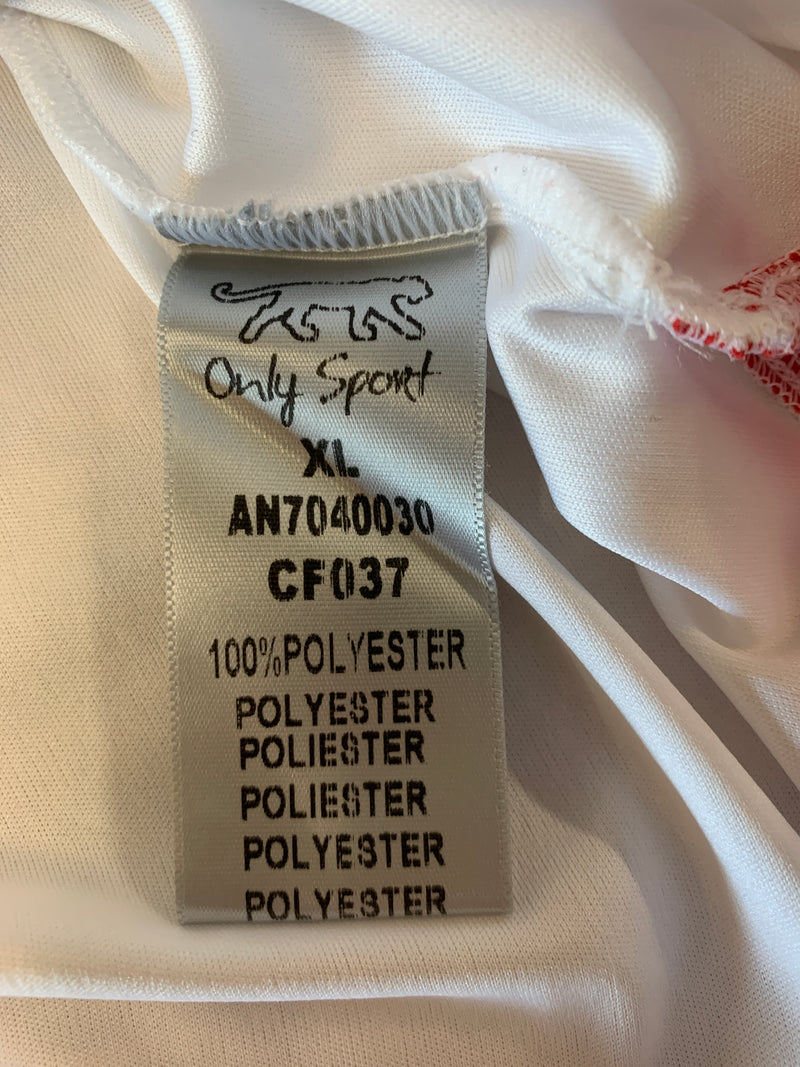 Only Sport
XL
AN7040030
CF037
100%POLYESTER
POLYESTER
POLIESTER
POLIESTER
POLYESTER
POLYESTER